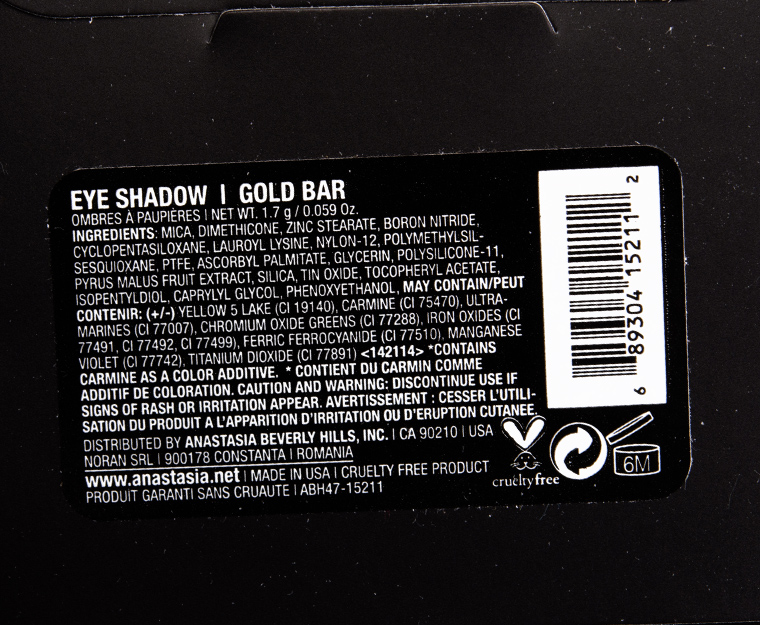 EYE SHADOW | GOLD BAR
OMBRES À PAUPIÈRES | NET WT. 1.7 g / 0.059 Oz.
INGREDIENTS: MICA, DIMETHICONE, ZINC STEARATE, BORON NITRIDE,
CYCLOPENTASILOXANE, LAUROYL LYSINE, NYLON-12, POLYMETHYLSIL-
SESQUIOXANE, PTFE, ASCORBYL PALMITATE, GLYCERIN, POLYSILICONE-11,
PYRUS MALUS FRUIT EXTRACT, SILICA, TIN OXIDE, TOCOPHERYL ACETATE,
ISOPENTYLDIOL, CAPRYLYL GLYCOL, PHENOXYETHANOL, MAY CONTAIN/PEUT
CONTENIR: (+/-) YELLOW 5 LAKE (CI 19140), CARMINE (CI 75470), ULTRA-
MARINES (CI 77007), CHROMIUM OXIDE GREENS (CI 77288), IRON OXIDES (CI
77491, CI 77492, CI 77499), FERRIC FERROCYANIDE (CI 77510), MANGANESE
VIOLET (CI 77742), TITANIUM DIOXIDE (CI 77891) <142114> *CONTAINS
CARMINE AS A COLOR ADDITIVE. * CONTIENT DU CARMIN COMME
ADDITIF DE COLORATION. CAUTION AND WARNING: DISCONTINUE USE IF
SIGNS OF RASH OR IRRITATION APPEAR. AVERTISSEMENT : CESSER L'UTILI-
SATION DU PRODUIT A L'APPARITION D'IRRITATION OU D'ERUPTION CUTANEE.
DISTRIBUTED BY ANASTASIA BEVERLY HILLS, INC. | CA 90210 | USA
NORAN SRL | 900178 CONSTANTA | ROMANIA
www.anastasia.net | MADE IN USA | CRUELTY FREE PRODUCT
PRODUIT GARANTI SANS CRUAUTE | ABH47-15211
6 89304 15211 2
crueltyfree
6M